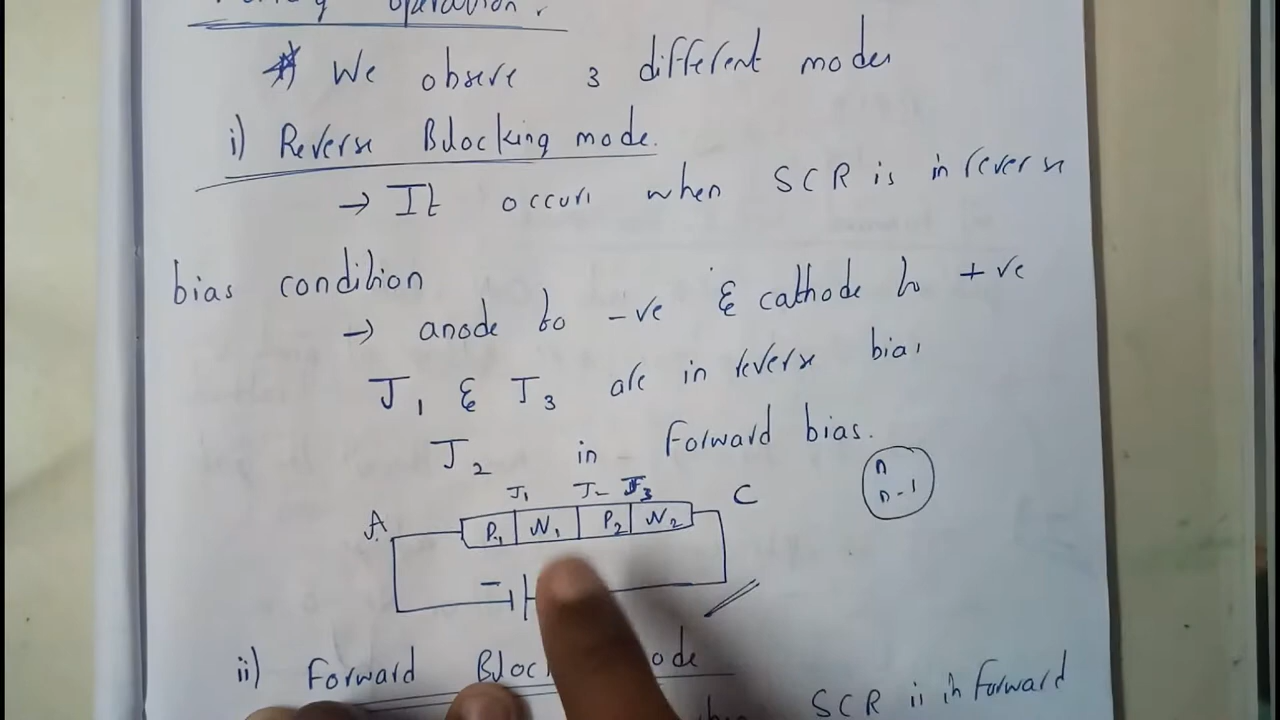 operation.
* We observe 3 different modes
i) Reverse Blocking mode.
→ It occurs when SCR is in reverse
bias condition
→ anode to -ve & cathode to +ve
J1 & J3 are in reverse bias
J2 in Forward bias.
n
n-1
J1 J2 J3
A C
P1 N1 P2 N2
-
ii) Forward
SCR is in forward